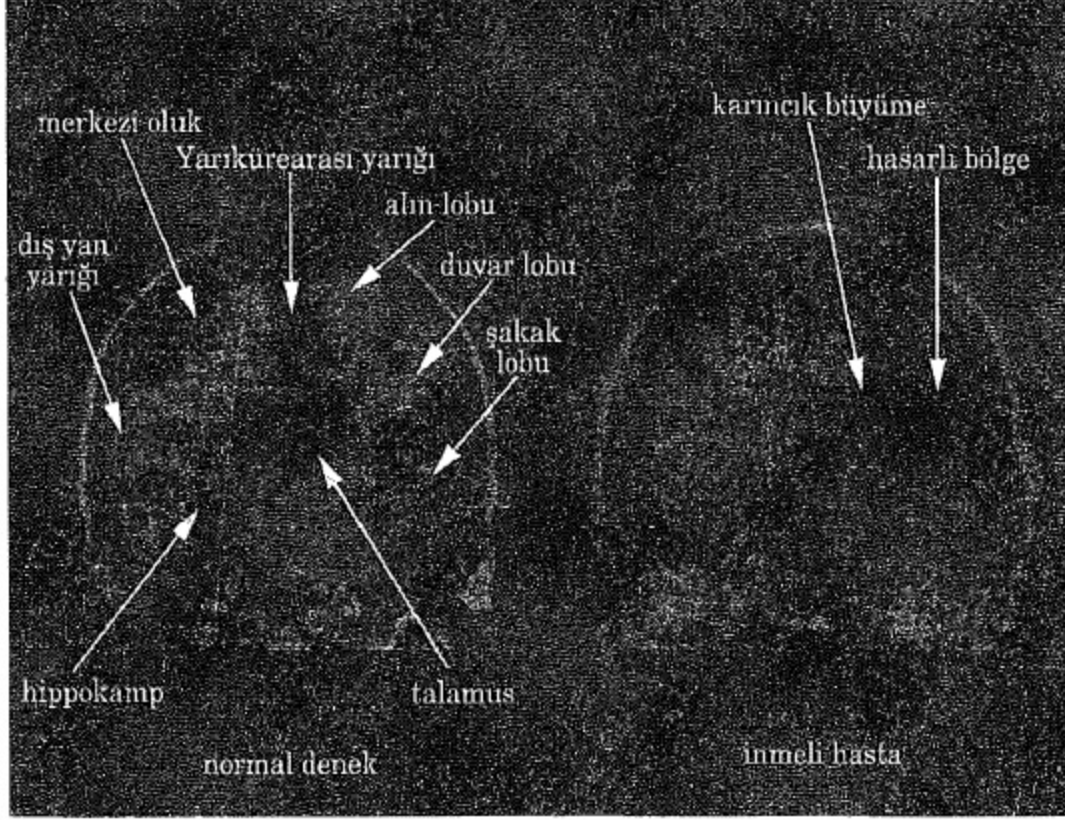 merkezi oluk
Yarıkürearası yarığı
alın lobu
dış yan
yarığı
duvar lobu
şakak
lobu
hippokamp
talamus
normal denek
karıncık büyüme
hasarlı bölge
inmeli hasta